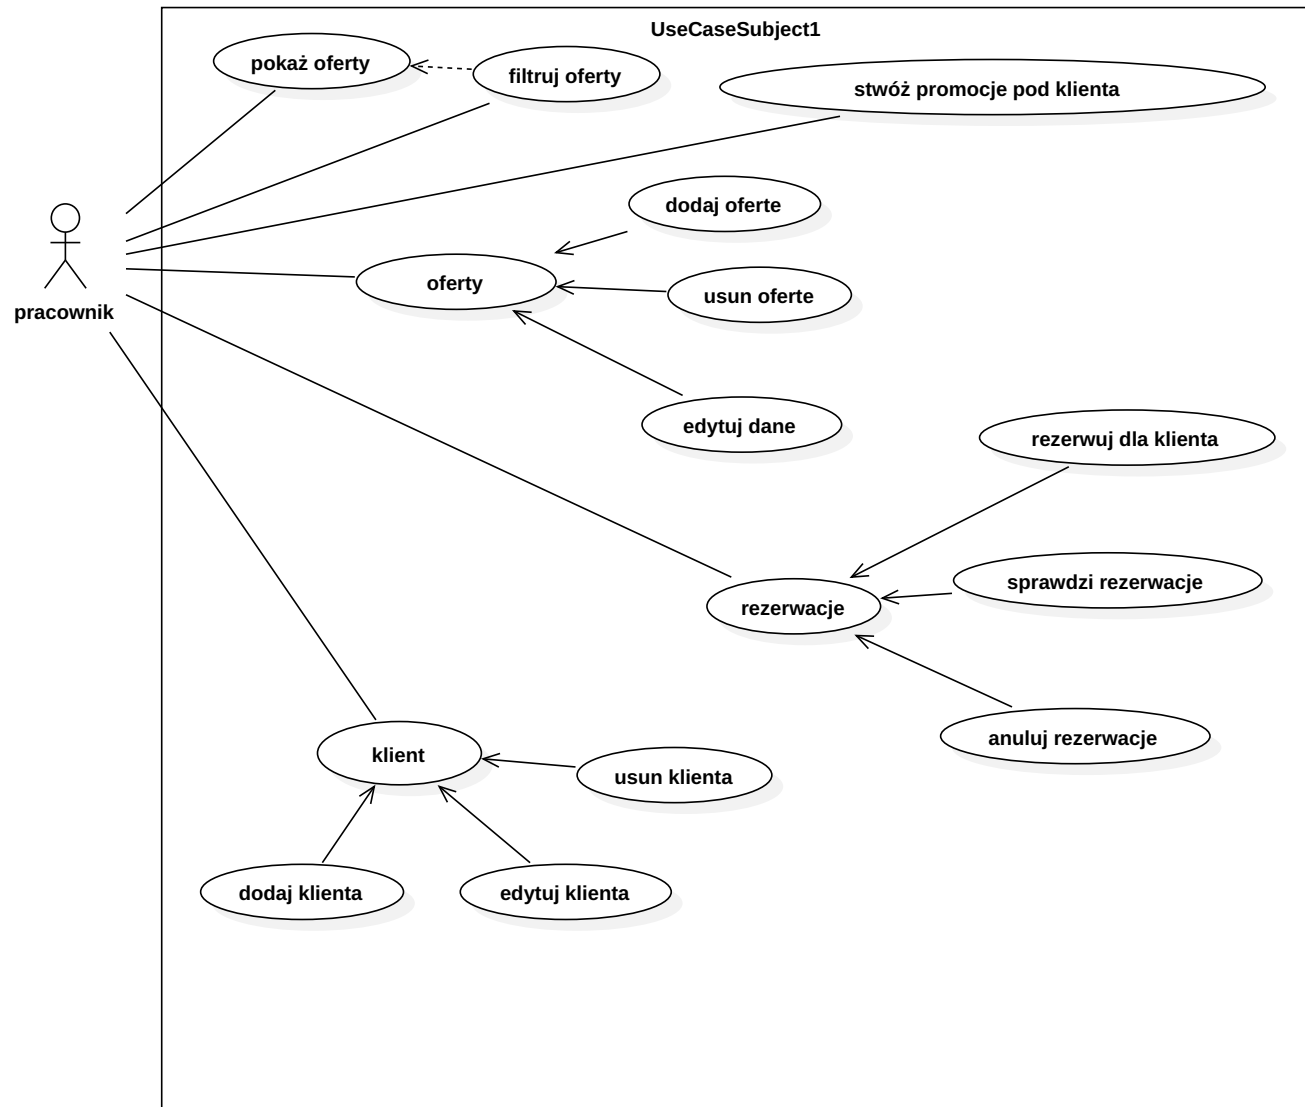 UseCaseSubject1
pokaż oferty
filtruj oferty
stwóż promocje pod klienta
dodaj oferte
oferty
usun oferte
pracownik
edytuj dane
rezerwuj dla klienta
sprawdzi rezerwacje
rezerwacje
anuluj rezerwacje
klient
usun klienta
dodaj klienta
edytuj klienta